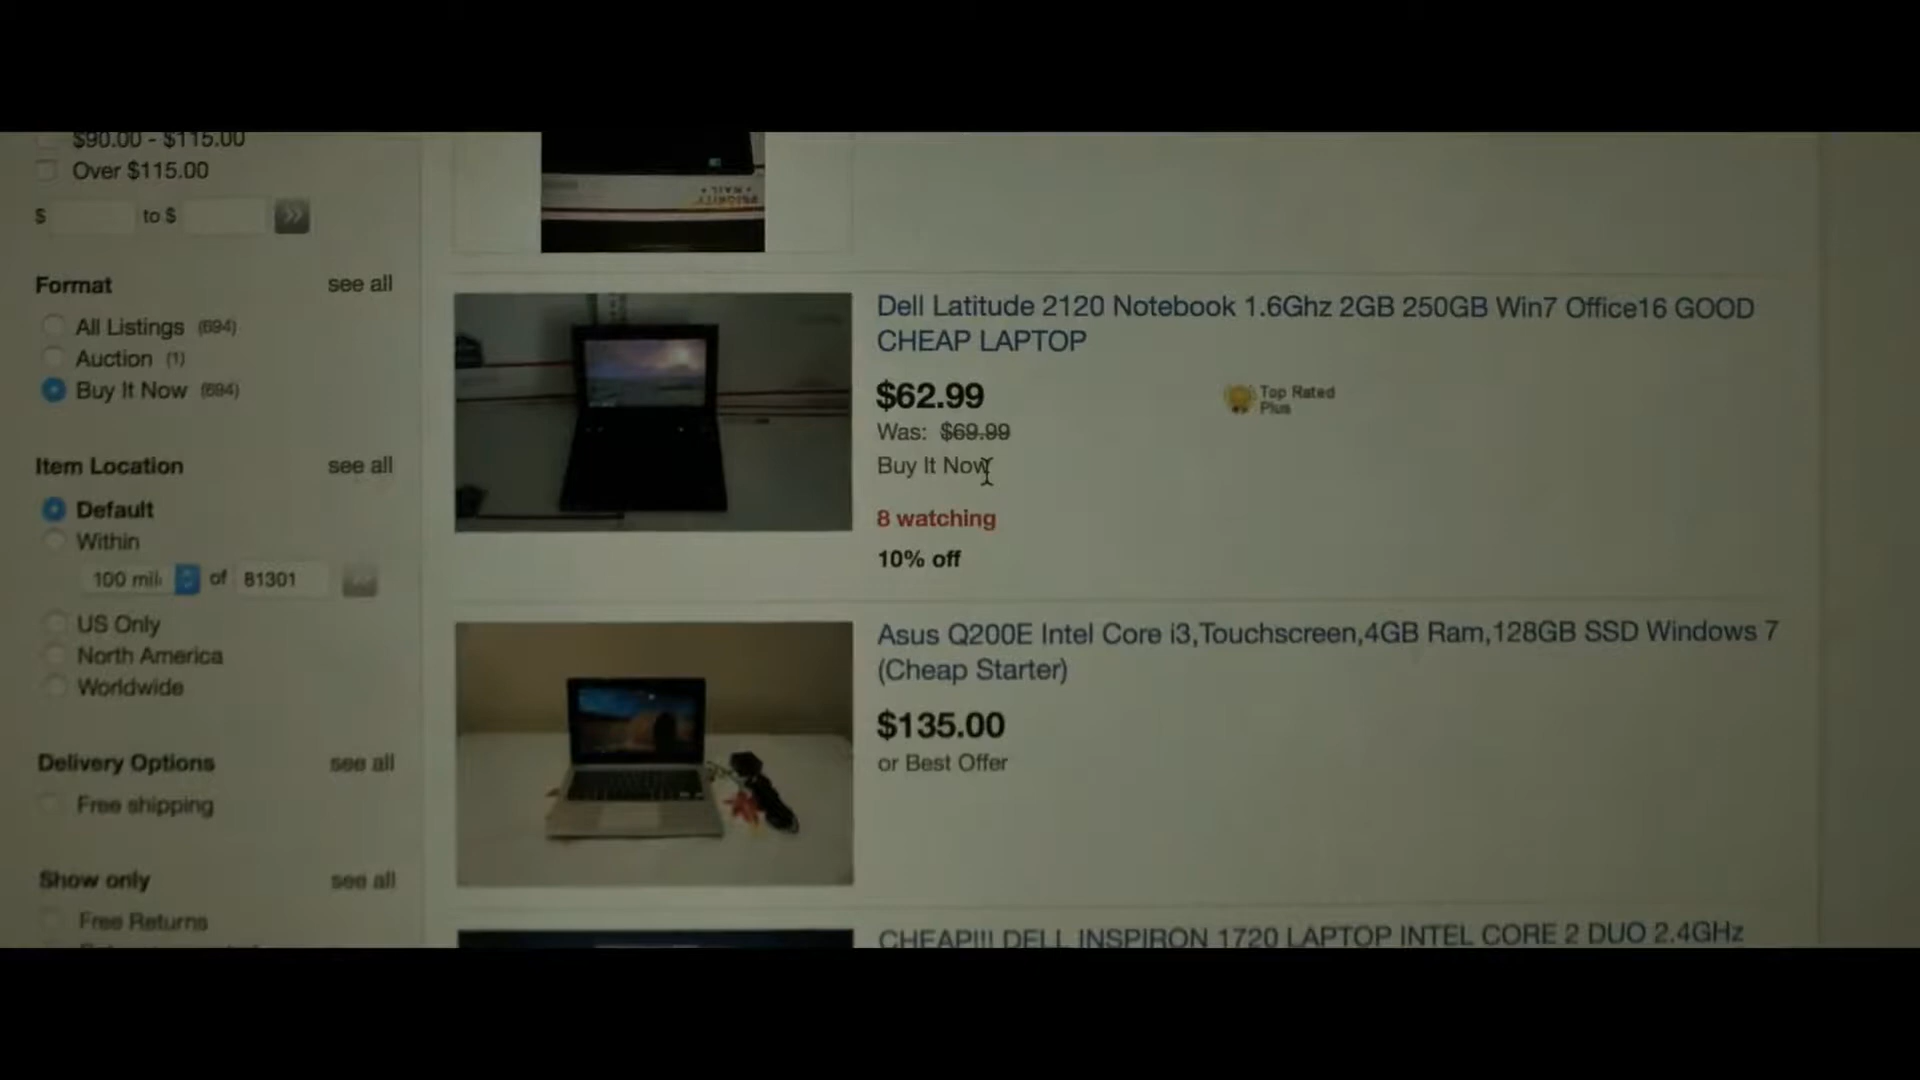 $90.00 - $115.00
Over $115.00
$ to $
Format see all
All Listings (694)
Auction (1)
Buy It Now (694)
Item Location see all
Default
Within
100 mil of 81301
US Only
North America
Worldwide
Delivery Options see all
Free shipping
Show only see all
Free Returns
PRIORITY
MAIL
Dell Latitude 2120 Notebook 1.6Ghz 2GB 250GB Win7 Office16 GOOD
CHEAP LAPTOP
$62.99
Was: $69.99
Buy It Now
8 watching
10% off
Top Rated
Plus
Asus Q200E Intel Core i3,Touchscreen,4GB Ram,128GB SSD Windows 7
(Cheap Starter)
$135.00
or Best Offer
CHEAP!!! DELL INSPIRON 1720 LAPTOP INTEL CORE 2 DUO 2.4GHz